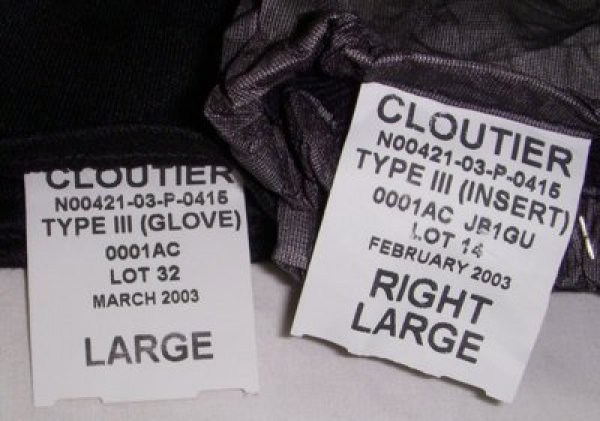 CLOUTIER
N00421-03-P-0415
TYPE III (GLOVE)
0001AC
LOT 32
MARCH 2003
LARGE
CLOUTIER
N00421-03-P-0415
TYPE III (INSERT)
0001AC JB1GU
LOT 14
FEBRUARY 2003
RIGHT
LARGE